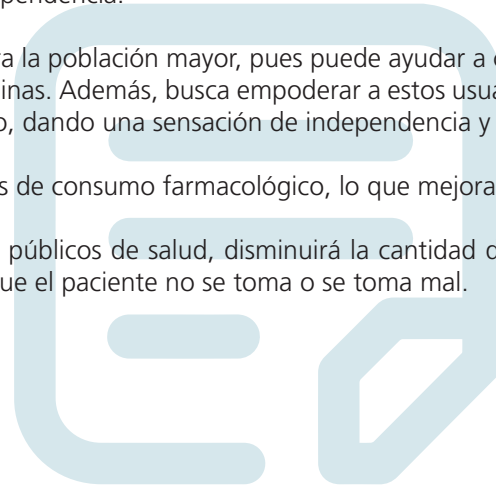 pendencia.
a la población mayor, pues puede ayudar a
inas. Además, busca empoderar a estos usua
o, dando una sensación de independencia y
s de consumo farmacológico, lo que mejora
públicos de salud, disminuirá la cantidad d
ue el paciente no se toma o se toma mal.